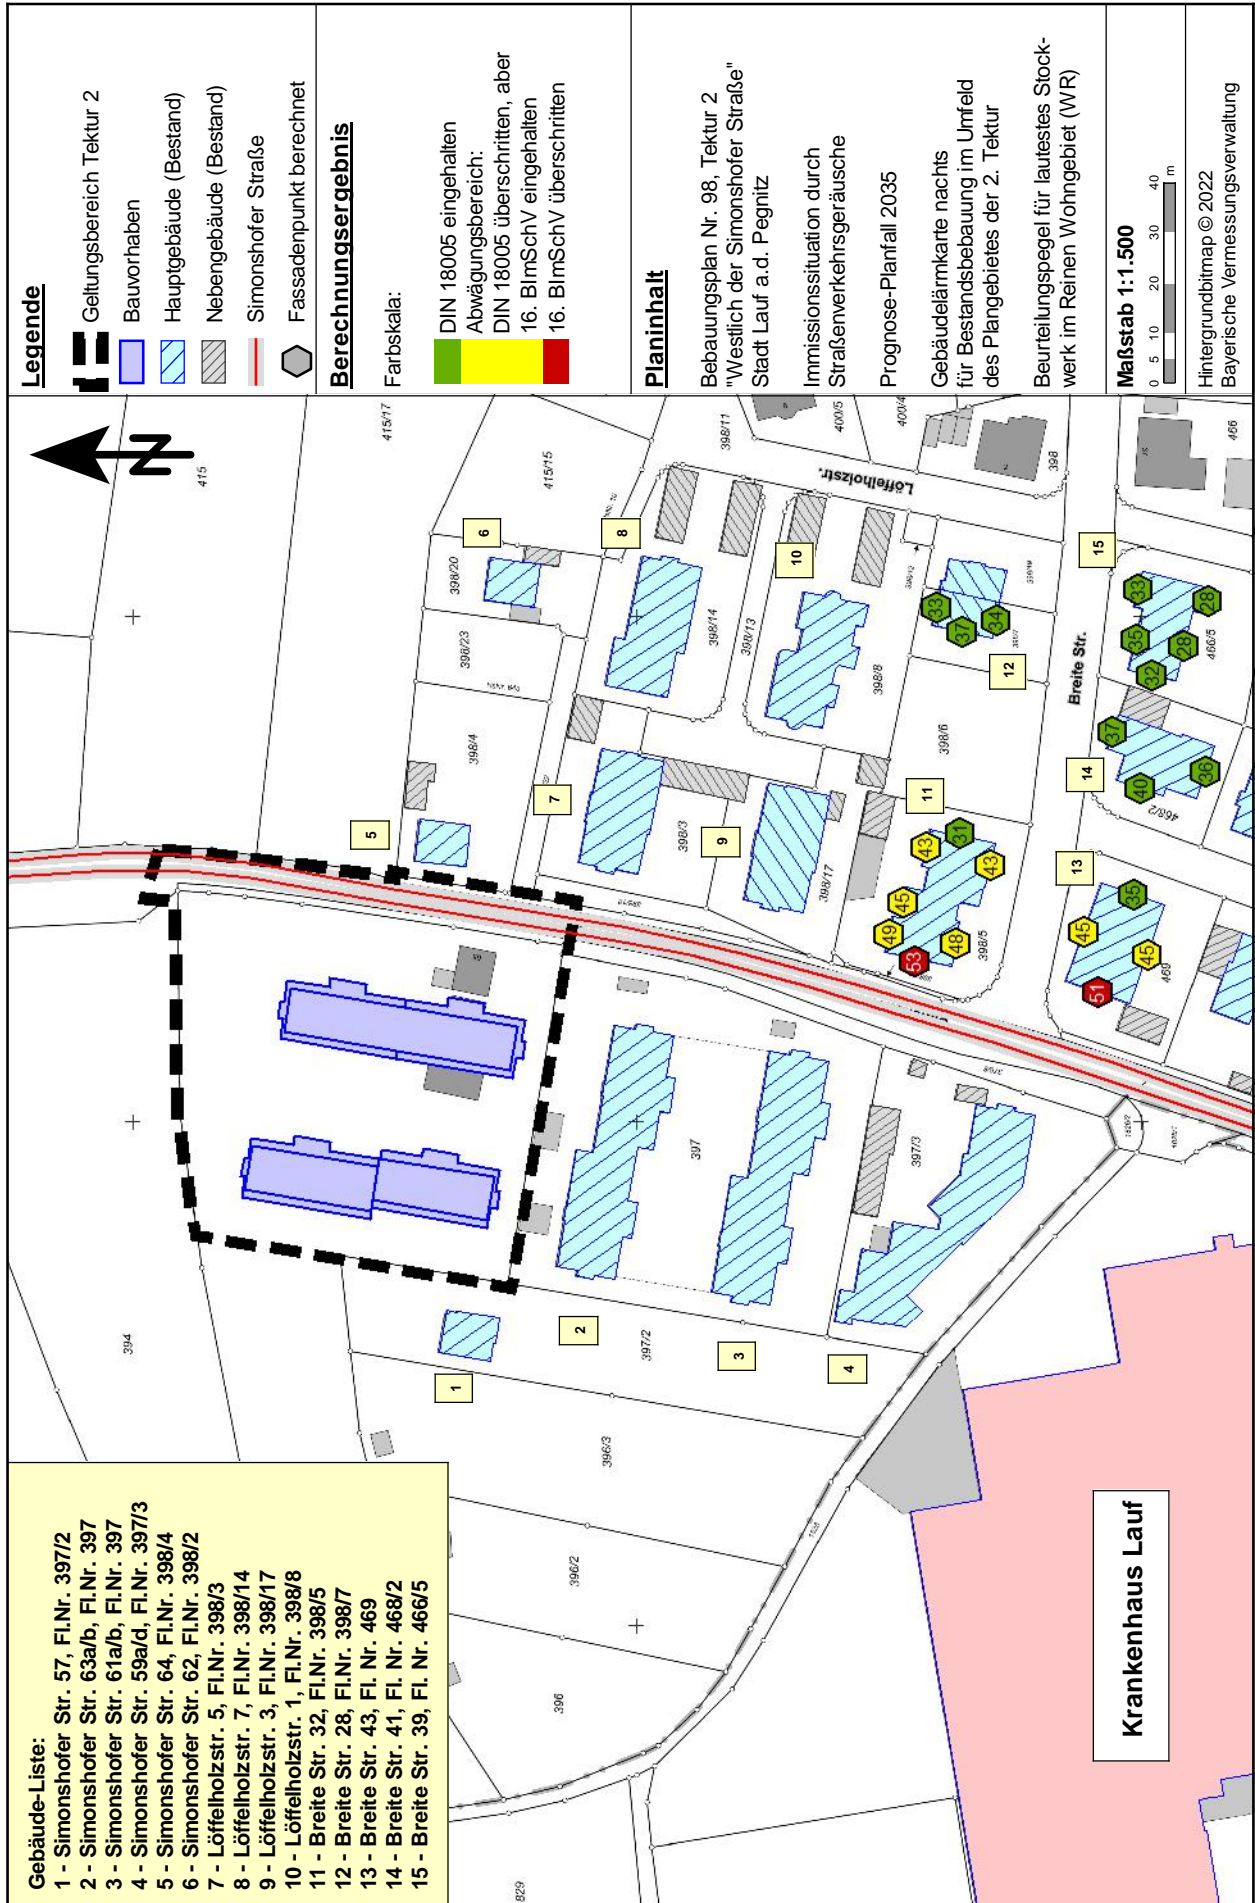 Gebäude-Liste:
1 - Simonshofer Str. 57, Fl.Nr. 397/2
2 - Simonshofer Str. 63a/b, Fl.Nr. 397
3 - Simonshofer Str. 61a/b, Fl.Nr. 397
4 - Simonshofer Str. 59a/d, Fl.Nr. 397/3
5 - Simonshofer Str. 64, Fl.Nr. 398/4
6 - Simonshofer Str. 62, Fl.Nr. 398/2
7 - Löffelholzstr. 5, Fl.Nr. 398/3
8 - Löffelholzstr. 7, Fl.Nr. 398/14
9 - Löffelholzstr. 3, Fl.Nr. 398/17
10 - Löffelholzstr. 1, Fl.Nr. 398/8
11 - Breite Str. 32, Fl.Nr. 398/5
12 - Breite Str. 28, Fl.Nr. 398/7
13 - Breite Str. 43, Fl. Nr. 469
14 - Breite Str. 41, Fl. Nr. 468/2
15 - Breite Str. 39, Fl. Nr. 466/5
394
415
415/17
415/15
N
398/20
398/23
398/4
6
5
1
2
3
4
7
8
9
10
11
12
13
14
15
397/2
396/3
396/2
396
829
397
397/3
398/3
398/14
398/13
398/11
398/17
398/8
398/6
398/5
400/5
400/4
398
466
469
468/2
466/5
Löffelholzstr.
Breite Str.
53
49
45
48
43
31
43
33
37
34
51
45
45
35
40
37
36
32
35
33
28
28
Krankenhaus Lauf
Legende
Geltungsbereich Tektur 2
Bauvorhaben
Hauptgebäude (Bestand)
Nebengebäude (Bestand)
Simonshofer Straße
Fassadenpunkt berechnet
Berechnungsergebnis
Farbskala:
DIN 18005 eingehalten
Abwägungsbereich:
DIN 18005 überschritten, aber
16. BImSchV eingehalten
16. BImSchV überschritten
Planinhalt
Bebauungsplan Nr. 98, Tektur 2
"Westlich der Simonshofer Straße"
Stadt Lauf a.d. Pegnitz
Immissionssituation durch
Straßenverkehrsgeräusche
Prognose-Planfall 2035
Gebäudelärmkarte nachts
für Bestandsbebauung im Umfeld
des Plangebietes der 2. Tektur
Beurteilungspegel für lautestes Stock-
werk im Reinen Wohngebiet (WR)
Maßstab 1:1.500
0 5 10 20 30 40
m
Hintergrundbitmap © 2022
Bayerische Vermessungsverwaltung